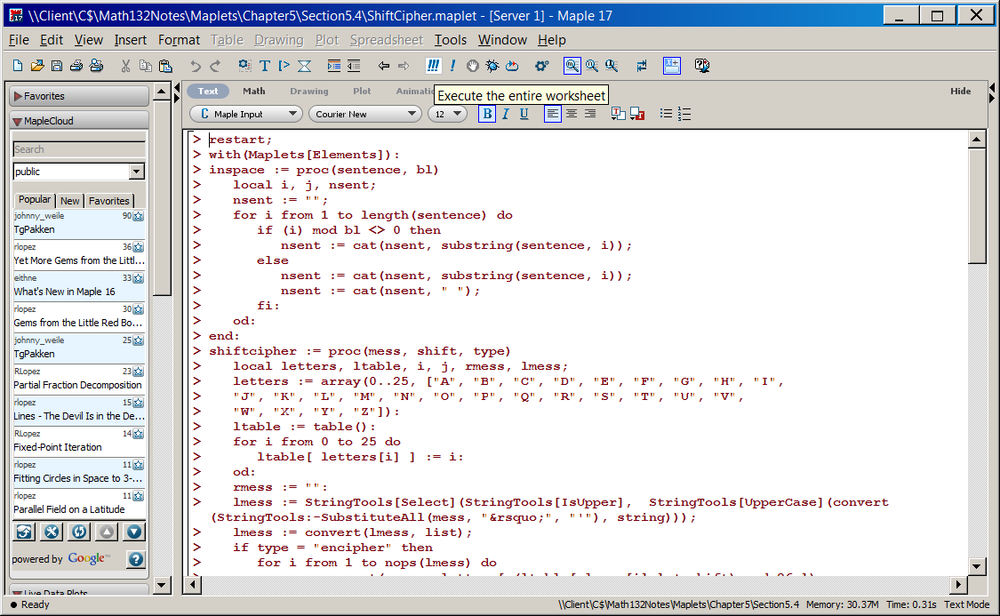 \\Client\C$\Math132Notes\Maplets\Chapter5\Section5.4\ShiftCipher.maplet - [Server 1] - Maple 17
File Edit View Insert Format Table Drawing Plot Spreadsheet Tools Window Help
Text Math Drawing Plot Animatio Hide
Execute the entire worksheet
C Maple Input Courier New 12 B I U
Favorites
MapleCloud
Search
public
Popular New Favorites
johnny_weile 90
TgPakken
rlopez 36
Yet More Gems from the Littl...
eithne 33
What's New in Maple 16
rlopez 30
Gems from the Little Red Bo...
johnny_weile 25
TgPakken
RLopez 23
Partial Fraction Decomposition
rlopez 15
Lines - The Devil Is in the De...
RLopez 14
Fixed-Point Iteration
rlopez 11
Fitting Circles in Space to 3-...
rlopez 11
Parallel Field on a Latitude
powered by Google™
Live Data Plots
> restart;
> with(Maplets[Elements]):
> inspace := proc(sentence, bl)
> local i, j, nsent;
> nsent := "";
> for i from 1 to length(sentence) do
> if (i) mod bl <> 0 then
> nsent := cat(nsent, substring(sentence, i));
> else
> nsent := cat(nsent, substring(sentence, i));
> nsent := cat(nsent, " ");
> fi:
> od:
> end:
> shiftcipher := proc(mess, shift, type)
> local letters, ltable, i, j, rmess, lmess;
> letters := array(0..25, ["A", "B", "C", "D", "E", "F", "G", "H", "I",
> "J", "K", "L", "M", "N", "O", "P", "Q", "R", "S", "T", "U", "V",
> "W", "X", "Y", "Z"]):
> ltable := table():
> for i from 0 to 25 do
> ltable[ letters[i] ] := i:
> od:
> rmess := "":
> lmess := StringTools[Select](StringTools[IsUpper], StringTools[UpperCase](convert
(StringTools:-SubstituteAll(mess, "&rsquo;", "'"), string)));
> lmess := convert(lmess, list);
> if type = "encipher" then
> for i from 1 to nops(lmess) do
Ready
\\Client\C$\Math132Notes\Maplets\Chapter5\Section5.4 Memory: 30.37M Time: 0.31s Text Mode